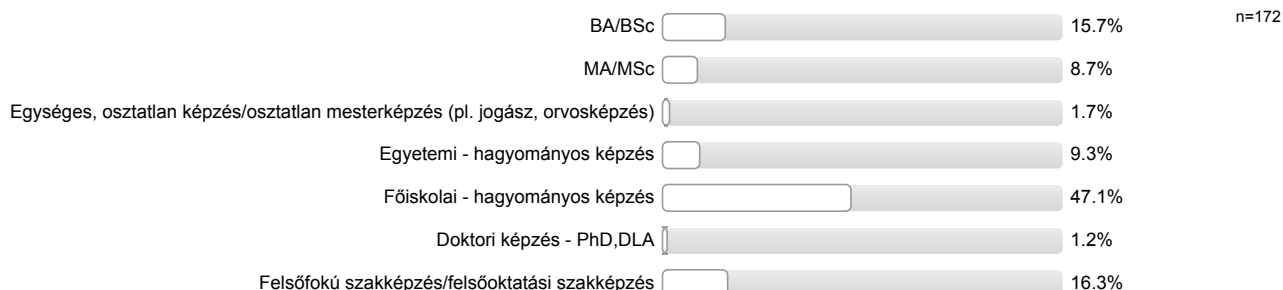 BA/BSc 15.7% n=172
MA/MSc 8.7%
Egységes, osztatlan képzés/osztatlan mesterképzés (pl. jogász, orvosképzés) 1.7%
Egyetemi - hagyományos képzés 9.3%
Főiskolai - hagyományos képzés 47.1%
Doktori képzés - PhD,DLA 1.2%
Felsőfokú szakképzés/felsőoktatási szakképzés 16.3%